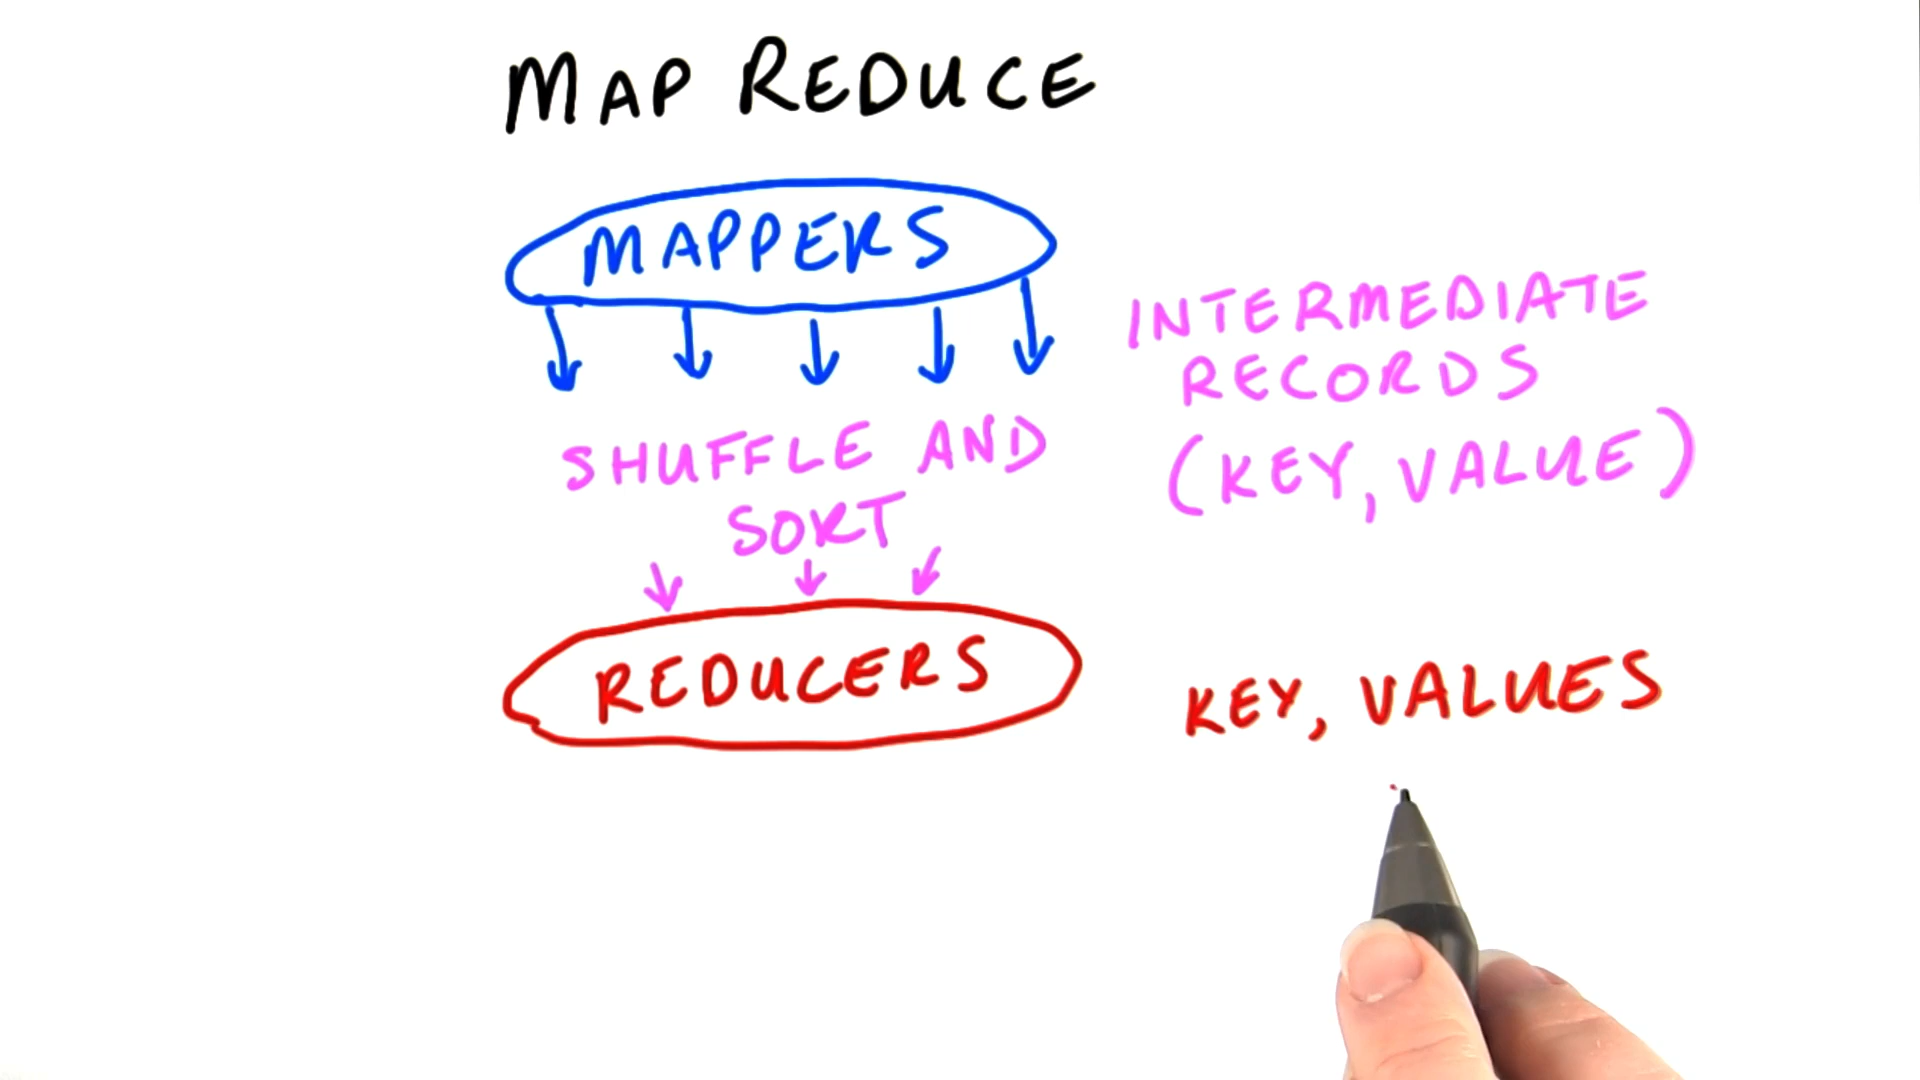 MAP REDUCE
MAPPERS
INTERMEDIATE
RECORDS
(KEY, VALUE)
SHUFFLE AND
SORT
REDUCERS
KEY, VALUES